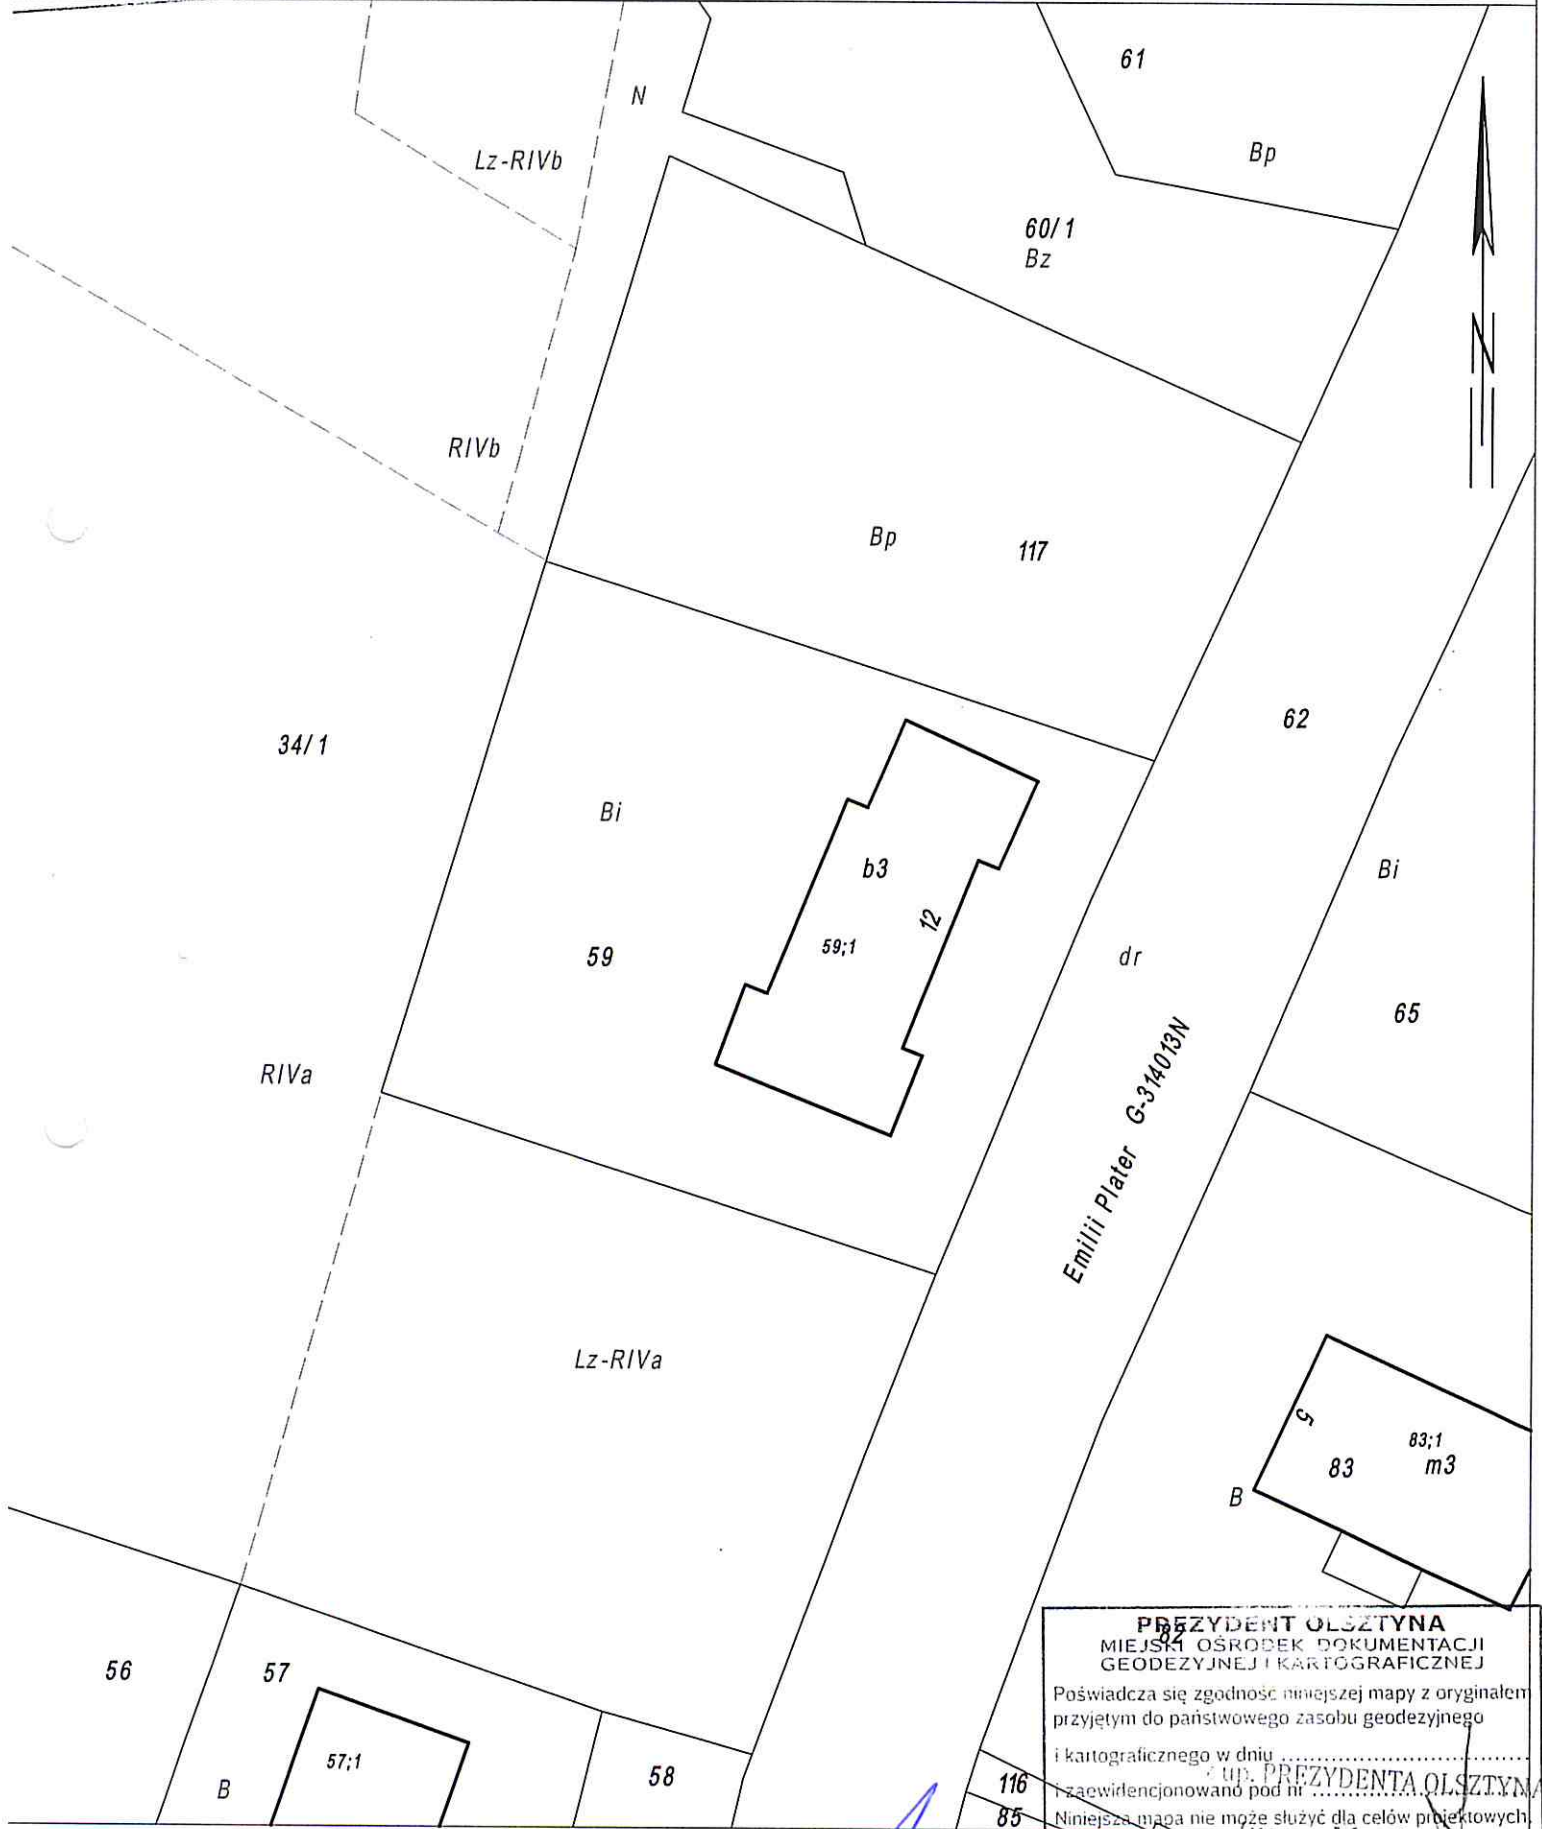 61
N
Bp
Lz-RIVb
60/1
Bz
N
RIVb
Bp
117
62
34/1
Bi
b3
Bi
12
59;1
59
dr
65
RIVa
Emilii Plater G-314013N
Lz-RIVa
5
83;1
83
m3
B
PREZYDENT OLSZTYNA
82
MIEJSKI OŚRODEK DOKUMENTACJI
GEODEZYJNEJ I KARTOGRAFICZNEJ
56
57
Poświadcza się zgodność niniejszej mapy z oryginałem
przyjętym do państwowego zasobu geodezyjnego
i kartograficznego w dniu
57;1
58
B
116
up. PREZYDENTA OLSZTYNA
i zaewidencjonowano pod nr
85
Niniejsza mapa nie może służyć dla celów projektowych